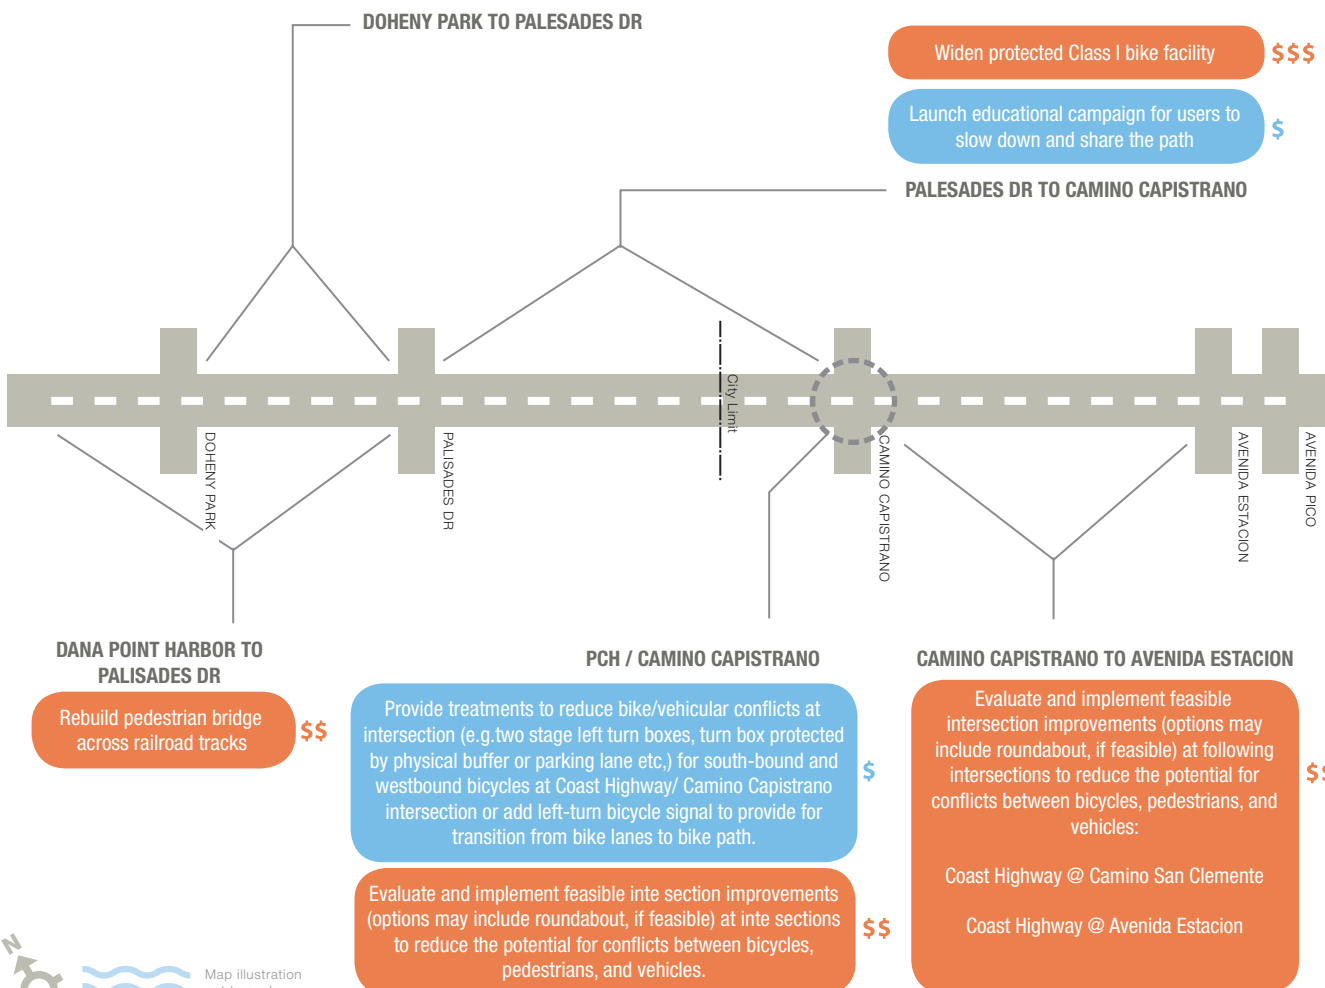 DOHENY PARK TO PALESADES DR
Widen protected Class I bike facility
$$$
Launch educational campaign for users to
slow down and share the path
$
PALESADES DR TO CAMINO CAPISTRANO
City Limit
DOHENY PARK
PALISADES DR
CAMINO CAPISTRANO
AVENIDA ESTACION
AVENIDA PICO
DANA POINT HARBOR TO
PALISADES DR
Rebuild pedestrian bridge
across railroad tracks
$$
PCH / CAMINO CAPISTRANO
Provide treatments to reduce bike/vehicular conflicts at
intersection (e.g.two stage left turn boxes, turn box protected
by physical buffer or parking lane etc,) for south-bound and
westbound bicycles at Coast Highway/ Camino Capistrano
intersection or add left-turn bicycle signal to provide for
transition from bike lanes to bike path.
$
Evaluate and implement feasible inte section improvements
(options may include roundabout, if feasible) at inte sections
to reduce the potential for conflicts between bicycles,
pedestrians, and vehicles.
$$
CAMINO CAPISTRANO TO AVENIDA ESTACION
Evaluate and implement feasible
intersection improvements (options may
include roundabout, if feasible) at following
intersections to reduce the potential for
conflicts between bicycles, pedestrians, and
vehicles:
Coast Highway @ Camino San Clemente
Coast Highway @ Avenida Estacion
$$
N
Map illustration